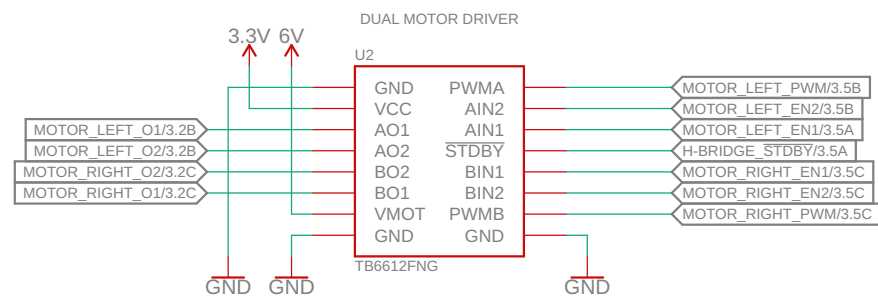 DUAL MOTOR DRIVER
3.3V 6V
U2
GND PWMA MOTOR_LEFT_PWM/3.5B
VCC AIN2 MOTOR_LEFT_EN2/3.5B
MOTOR_LEFT_O1/3.2B AO1 AIN1 MOTOR_LEFT_EN1/3.5A
MOTOR_LEFT_O2/3.2B AO2 STDBY H-BRIDGE_STDBY/3.5A
MOTOR_RIGHT_O2/3.2C BO2 BIN1 MOTOR_RIGHT_EN1/3.5C
MOTOR_RIGHT_O1/3.2C BO1 BIN2 MOTOR_RIGHT_EN2/3.5C
VMOT PWMB MOTOR_RIGHT_PWM/3.5C
GND GND
TB6612FNG
GND GND GND